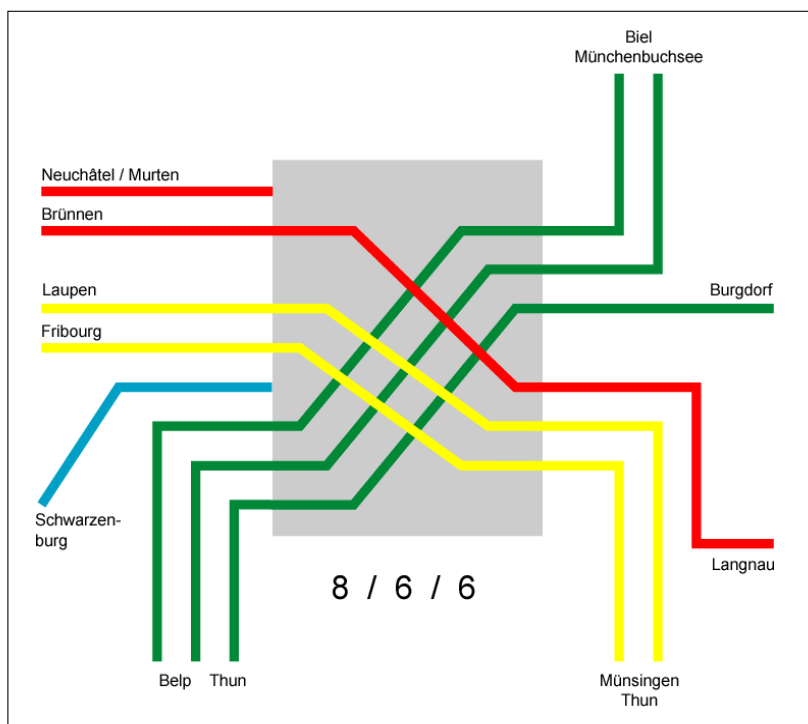 Biel
Münchenbuchsee
Neuchâtel / Murten
Brünnen
Laupen
Burgdorf
Fribourg
Schwarzen-
burg
Langnau
8 / 6 / 6
Belp Thun
Münsingen
Thun